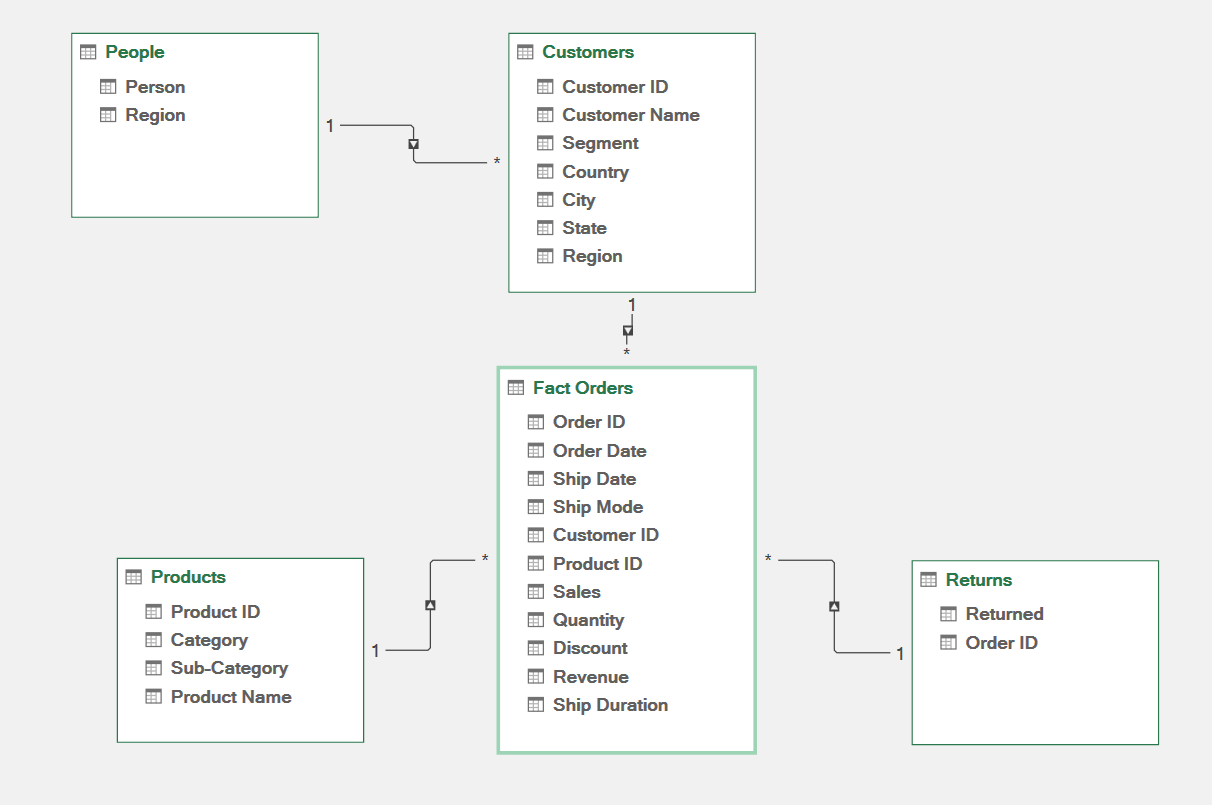 People
Person
Region
1
*
Customers
Customer ID
Customer Name
Segment
Country
City
State
Region
1
*
Fact Orders
Order ID
Order Date
Ship Date
Ship Mode
Customer ID
Product ID
Sales
Quantity
Discount
Revenue
Ship Duration
*
*
Products
Product ID
Category
Sub-Category
Product Name
1
Returns
Returned
Order ID
1